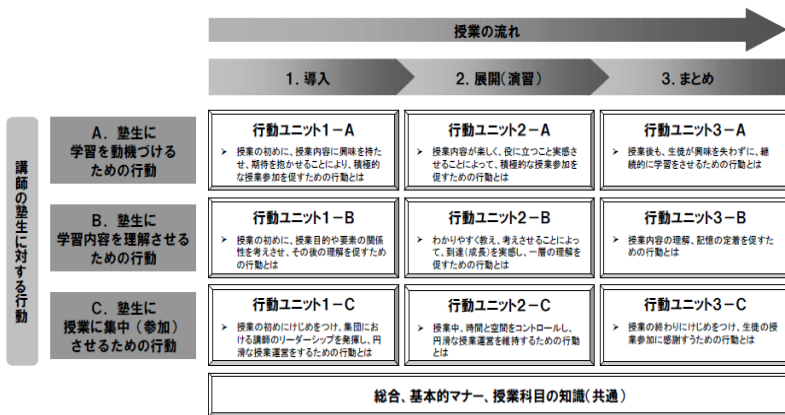 授業の流れ
1. 導入
2. 展開(演習)
3. まとめ
講師の塾生に対する行動
A. 塾生に
学習を動機づける
ための行動
行動ユニット1-A
➢ 授業の初めに、授業内容に興味を持た
せ、期待を抱かせることにより、積極的
な授業参加を促すための行動とは
行動ユニット2-A
➢ 授業内容が楽しく、役に立つこと実感さ
せることによって、積極的な授業参加を
促すための行動とは
行動ユニット3-A
➢ 授業後も、生徒が興味を失わずに、継
続的に学習をさせるための行動とは
B. 塾生に
学習内容を理解させる
ための行動
行動ユニット1-B
➢ 授業の初めに、授業目的や要素の関係
性を考えさせ、その後の理解を促すため
の行動とは
行動ユニット2-B
➢ わかりやすく教え、考えさせることによっ
て、到達(成長)を実感し、一層の理解を
促すための行動とは
行動ユニット3-B
➢ 授業内容の理解、記憶の定着を促すた
めの行動とは
C. 塾生に
授業に集中(参加)
させるための行動
行動ユニット1-C
➢ 授業の初めにけじめをつけ、集団にお
ける講師のリーダーシップを発揮し、円
滑な授業運営をするための行動とは
行動ユニット2-C
➢ 授業中、時間と空間をコントロールし、
円滑な授業運営を維持するための行動
とは
行動ユニット3-C
➢ 授業の終わりにけじめをつけ、生徒の授
業参加に感謝すうための行動とは
総合、基本的マナー、授業科目の知識(共通)